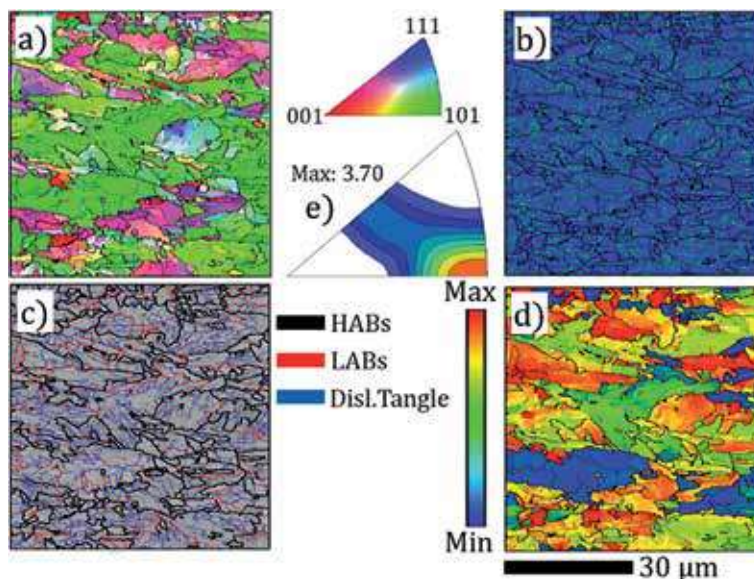 a)
111
001
101
b)
Max: 3.70
e)
c)
HABs
LABs
Disl.Tangle
Max
Min
d)
30 μm